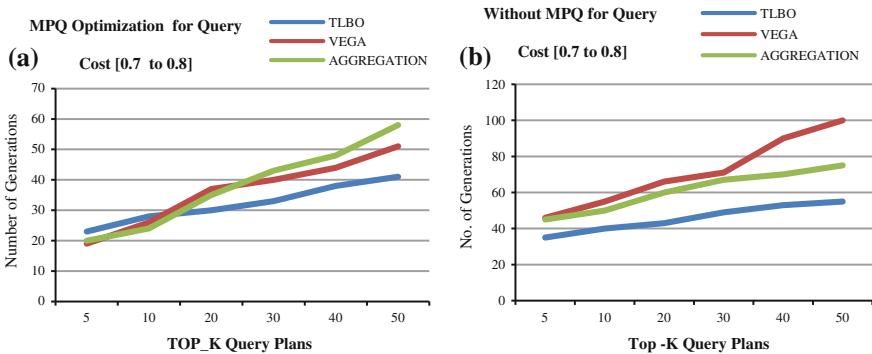 MPQ Optimization for Query
TLBO
VEGA
AGGREGATION
(a)
Cost [0.7 to 0.8]
70
60
50
40
30
20
10
0
Number of Generations
5 10 20 30 40 50
TOP_K Query Plans
Without MPQ for Query
TLBO
VEGA
AGGREGATION
(b)
Cost [0.7 to 0.8]
120
100
80
60
40
20
0
No. of Generations
5 10 20 30 40 50
Top -K Query Plans